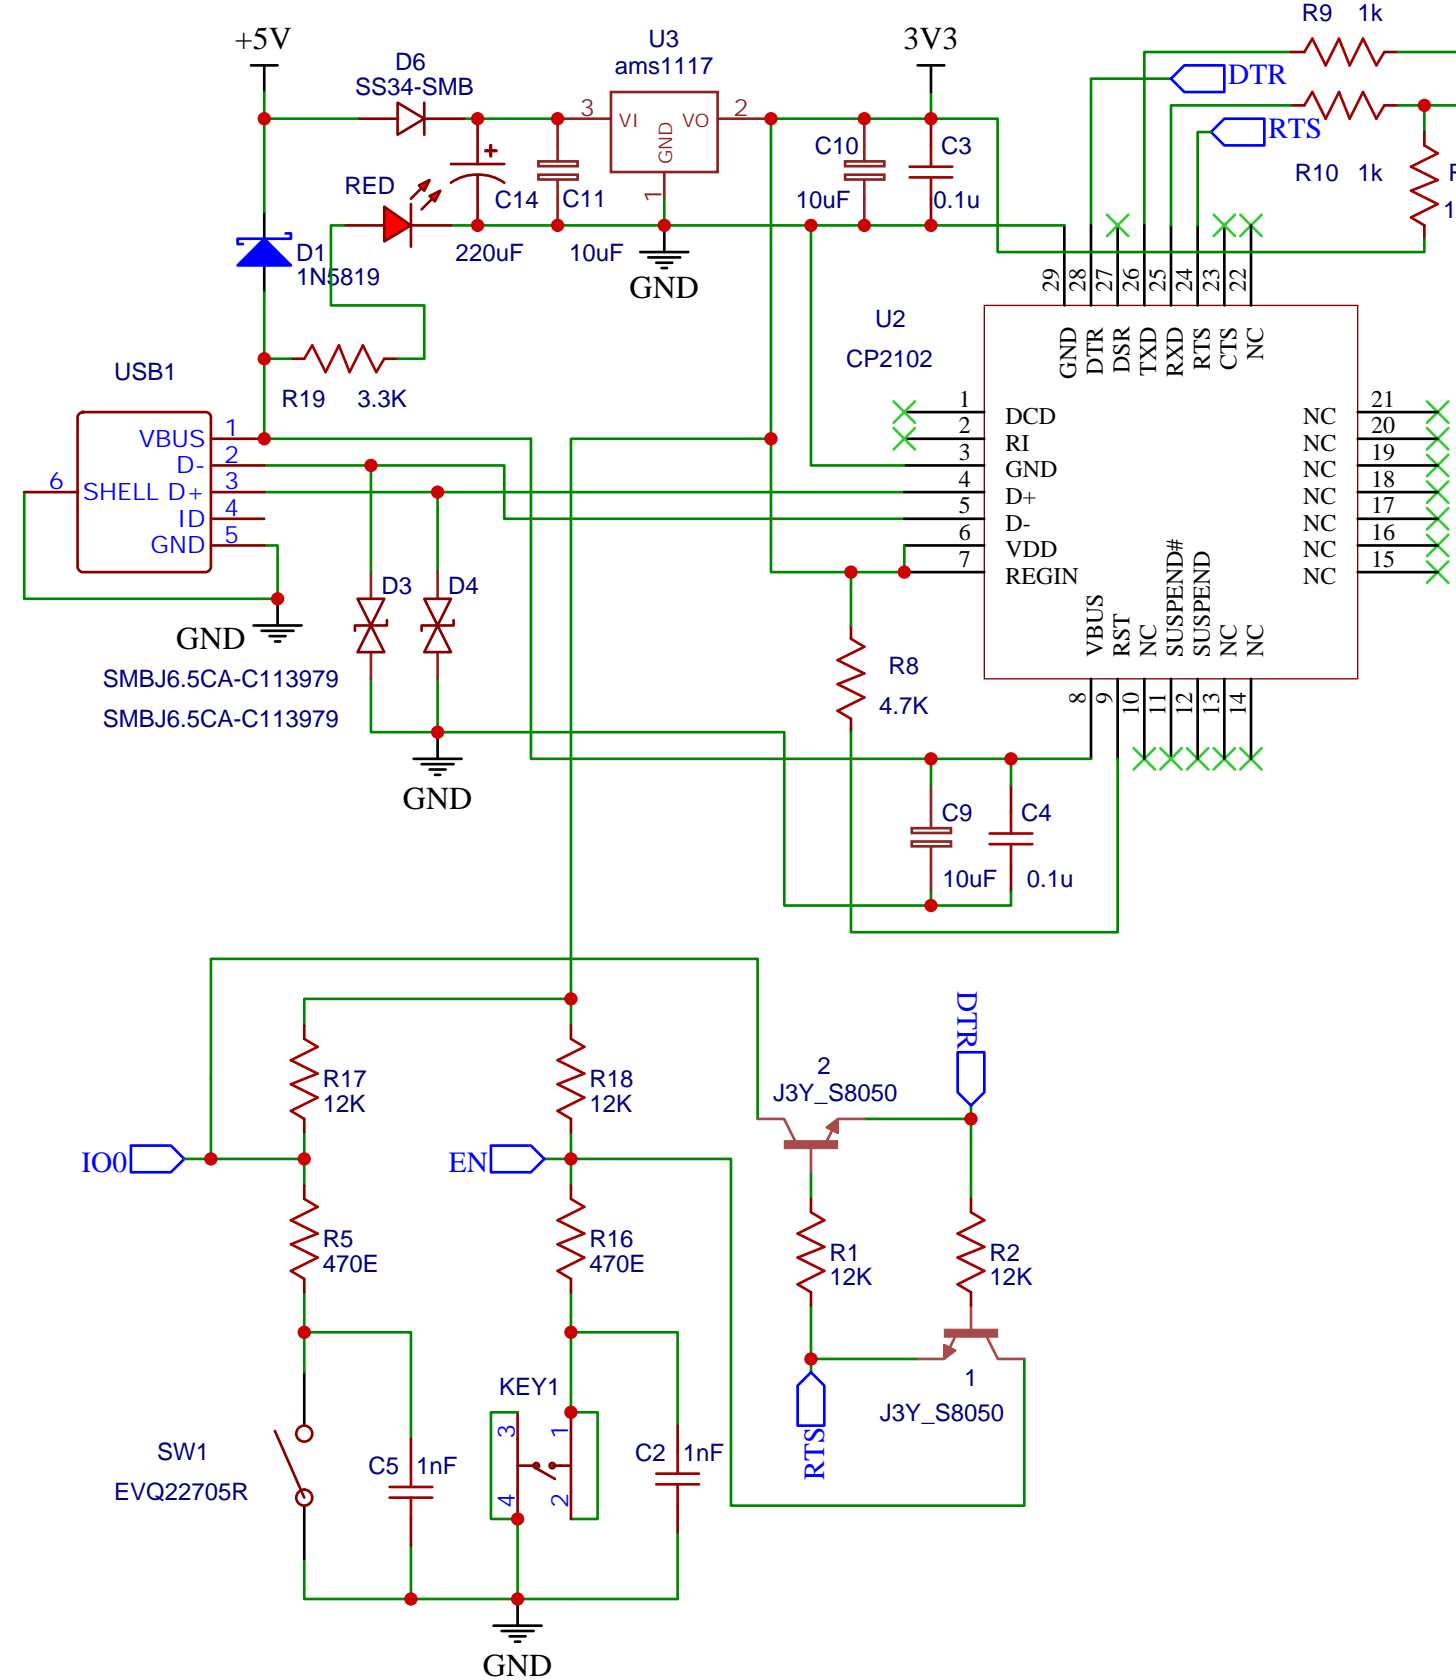 R9 1k
+5V
U3
3V3
D6
ams1117
SS34-SMB
DTR
3
VI
VO
2
GND
1
C10
C3
RTS
RED
C14
C11
10uF
0.1u
R10 1k
D1
1N5819
220uF
10uF
GND
29
28
27
26
25
24
23
22
U2
CP2102
GND
DTR
DSR
TXD
RXD
RTS
CTS
NC
USB1
R19 3.3K
VBUS 1
D- 2
6 SHELL D+ 3
ID 4
GND 5
1 DCD
2 RI
3 GND
4 D+
5 D-
6 VDD
7 REGIN
NC 21
NC 20
NC 19
NC 18
NC 17
NC 16
NC 15
D3
D4
VBUS
RST
NC
SUSPEND#
SUSPEND
NC
NC
GND
SMBJ6.5CA-C113979
SMBJ6.5CA-C113979
R8
4.7K
8
9
10
11
12
13
14
GND
C9
C4
10uF
0.1u
DTR
2
J3Y_S8050
R17
12K
R18
12K
IO0
EN
R5
470E
R16
470E
R1
12K
R2
12K
1
J3Y_S8050
KEY1
RTS
SW1
EVQ22705R
C5 1nF
3
1
4
2
C2 1nF
GND